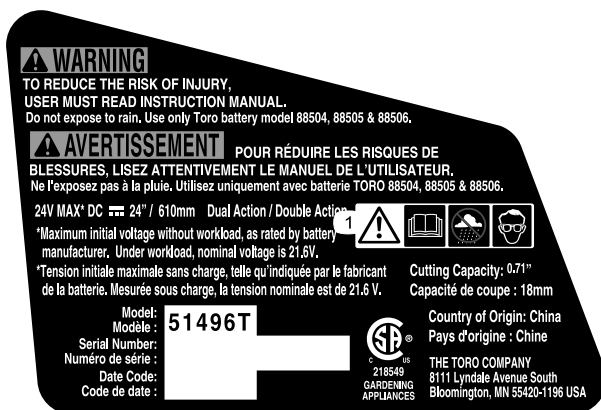 WARNING
TO REDUCE THE RISK OF INJURY,
USER MUST READ INSTRUCTION MANUAL.
Do not expose to rain. Use only Toro battery model 88504, 88505 & 88506.
AVERTISSEMENT POUR RÉDUIRE LES RISQUES DE
BLESSURES, LISEZ ATTENTIVEMENT LE MANUEL DE L'UTILISATEUR.
Ne l'exposez pas à la pluie. Utilisez uniquement avec batterie TORO 88504, 88505 & 88506.
24V MAX* DC 24" / 610mm Dual Action / Double Action
1
*Maximum initial voltage without workload, as rated by battery
manufacturer. Under workload, nominal voltage is 21.6V.
*Tension initiale maximale sans charge, telle qu'indiquée par le fabricant
de la batterie. Mesurée sous charge, la tension nominale est de 21.6 V.
Cutting Capacity: 0.71"
Capacité de coupe : 18mm
Model:
Modèle :
51496T
Serial Number:
Numéro de série :
Date Code:
Code de date :
SA ®
C US
218549
GARDENING
APPLIANCES
Country of Origin: China
Pays d'origine : Chine
THE TORO COMPANY
8111 Lyndale Avenue South
Bloomington, MN 55420-1196 USA